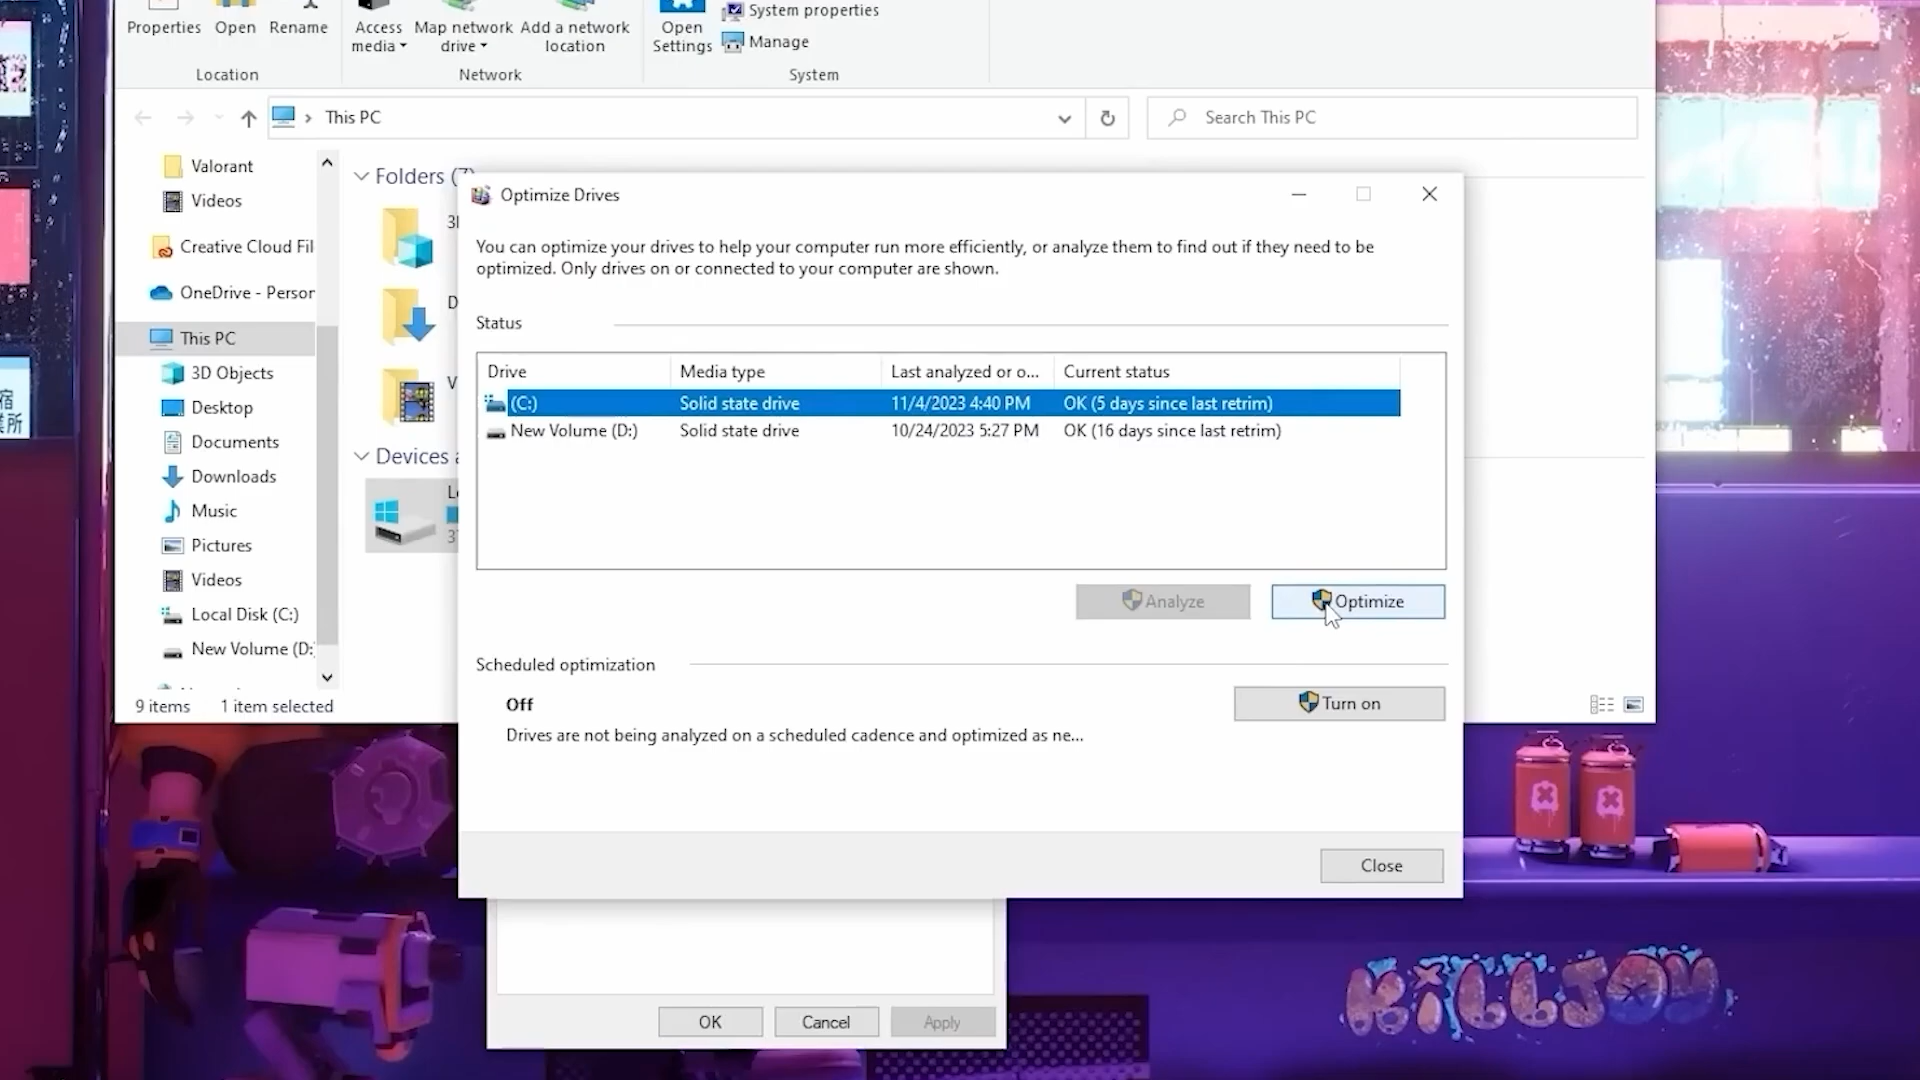 Properties
Open
Rename
Access
media
Map network
drive
Add a network
location
Open
Settings
System properties
Manage
Location
Network
System
This PC
Search This PC
Valorant
Videos
Creative Cloud Fil
OneDrive - Person
This PC
3D Objects
Desktop
Documents
Downloads
Music
Pictures
Videos
Local Disk (C:)
New Volume (D:
Folders (7)
Devices
9 items
1 item selected
Optimize Drives
You can optimize your drives to help your computer run more efficiently, or analyze them to find out if they need to be
optimized. Only drives on or connected to your computer are shown.
Status
Drive
Media type
Last analyzed or o...
Current status
(C:)
Solid state drive
11/4/2023 4:40 PM
OK (5 days since last retrim)
New Volume (D:)
Solid state drive
10/24/2023 5:27 PM
OK (16 days since last retrim)
Analyze
Optimize
Scheduled optimization
Off
Turn on
Drives are not being analyzed on a scheduled cadence and optimized as ne...
Close
OK
Cancel
Apply
KILLJOY